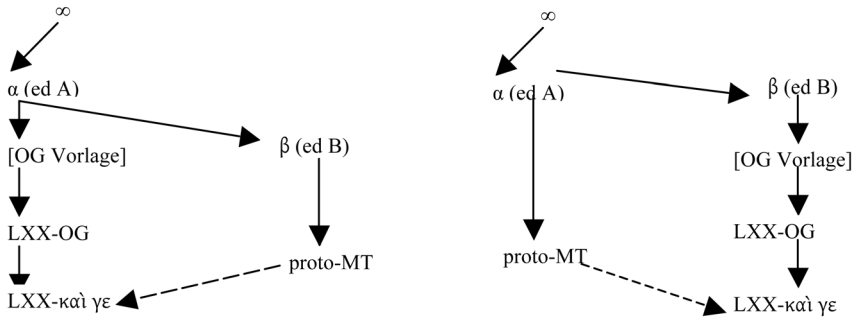 ∞
α (ed A)
β (ed B)
[OG Vorlage]
LXX-OG
proto-MT
LXX-καὶ γε
∞
α (ed A)
β (ed B)
[OG Vorlage]
LXX-OG
proto-MT
LXX-καὶ γε